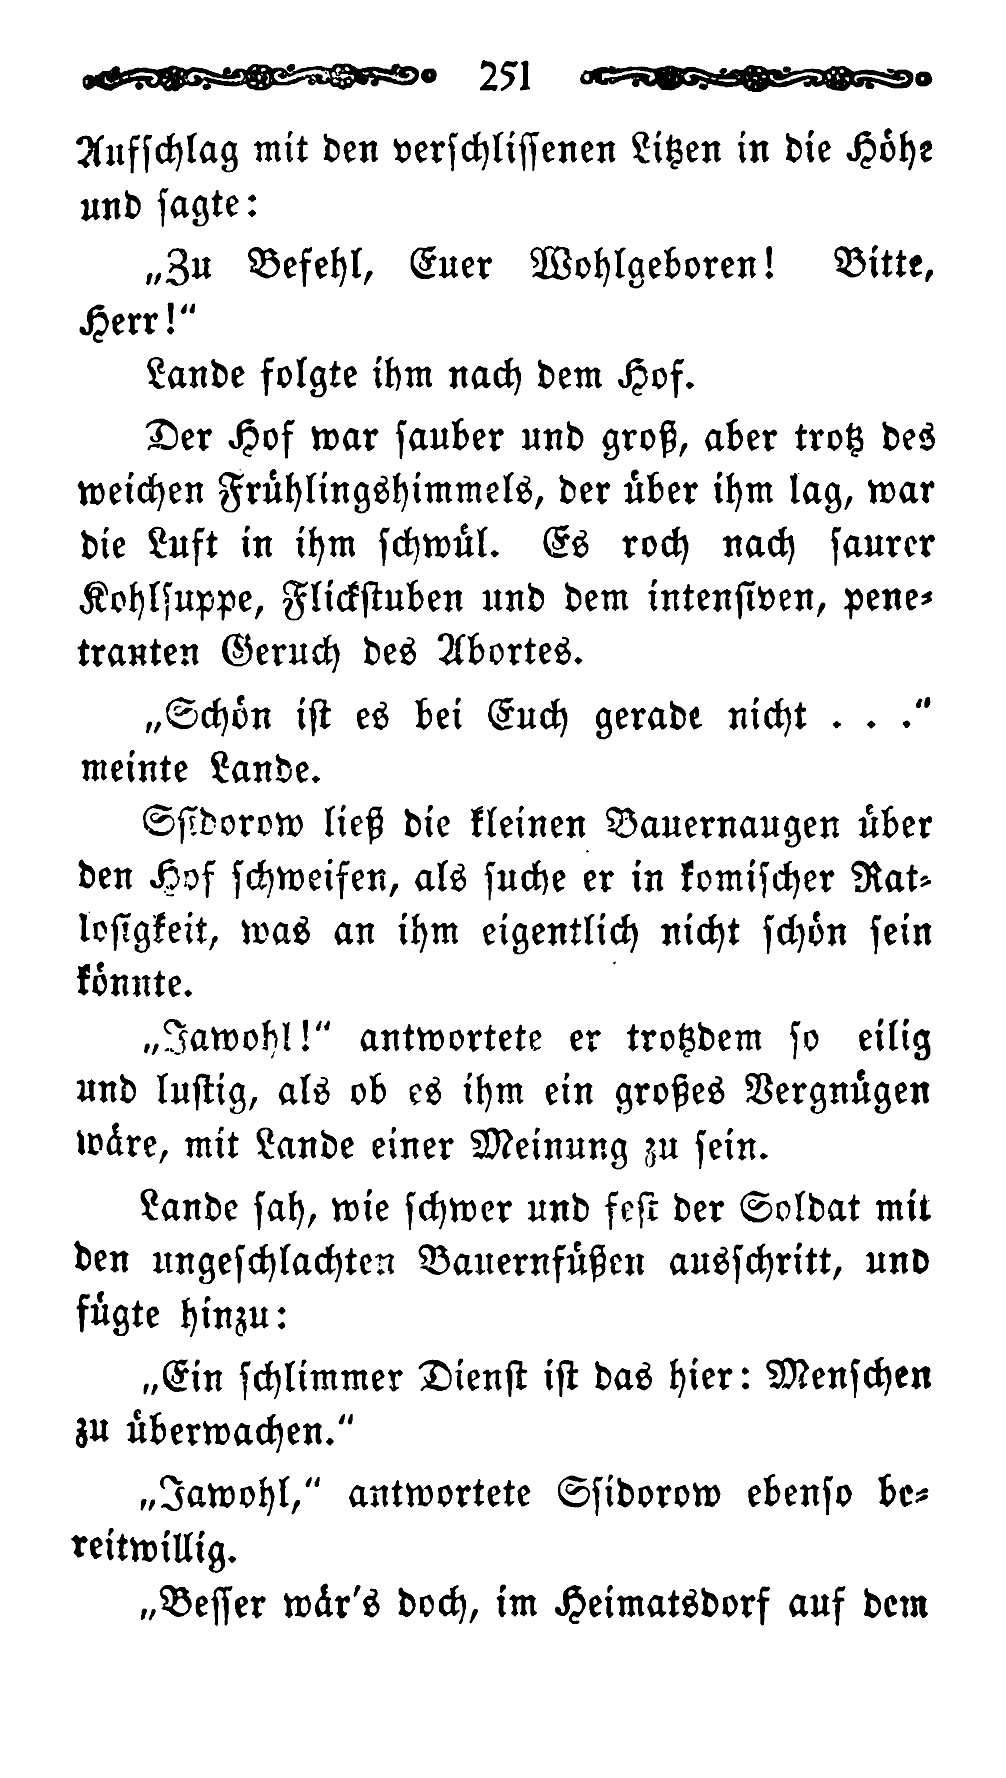 251
Aufſchlag mit den verſchliſſenen Litzen in die Höhe
und ſagte:
„Zu Befehl, Euer Wohlgeboren! Bitte,
Herr!“
Lande folgte ihm nach dem Hof.
Der Hof war ſauber und groß, aber trotz des
weichen Frühlingshimmels, der über ihm lag, war
die Luft in ihm ſchwül. Es roch nach ſaurer
Kohlſuppe, Flickſtuben und dem intenſiven, pene⸗
tranten Geruch des Abortes.
„Schön iſt es bei Euch gerade nicht . . .“
meinte Lande.
Sſidorow ließ die kleinen Bauernaugen über
den Hof ſchweifen, als ſuche er in komiſcher Rat⸗
loſigkeit, was an ihm eigentlich nicht ſchön ſein
könnte.
„Jawohl!“ antwortete er trotzdem ſo eilig
und luſtig, als ob es ihm ein großes Vergnügen
wäre, mit Lande einer Meinung zu ſein.
Lande ſah, wie ſchwer und feſt der Soldat mit
den ungeſchlachten Bauernfüßen ausſchritt, und
fügte hinzu:
„Ein ſchlimmer Dienſt iſt das hier: Menſchen
zu überwachen.“
„Jawohl,“ antwortete Sſidorow ebenſo be⸗
reitwillig.
„Beſſer wär's doch, im Heimatsdorf auf dem